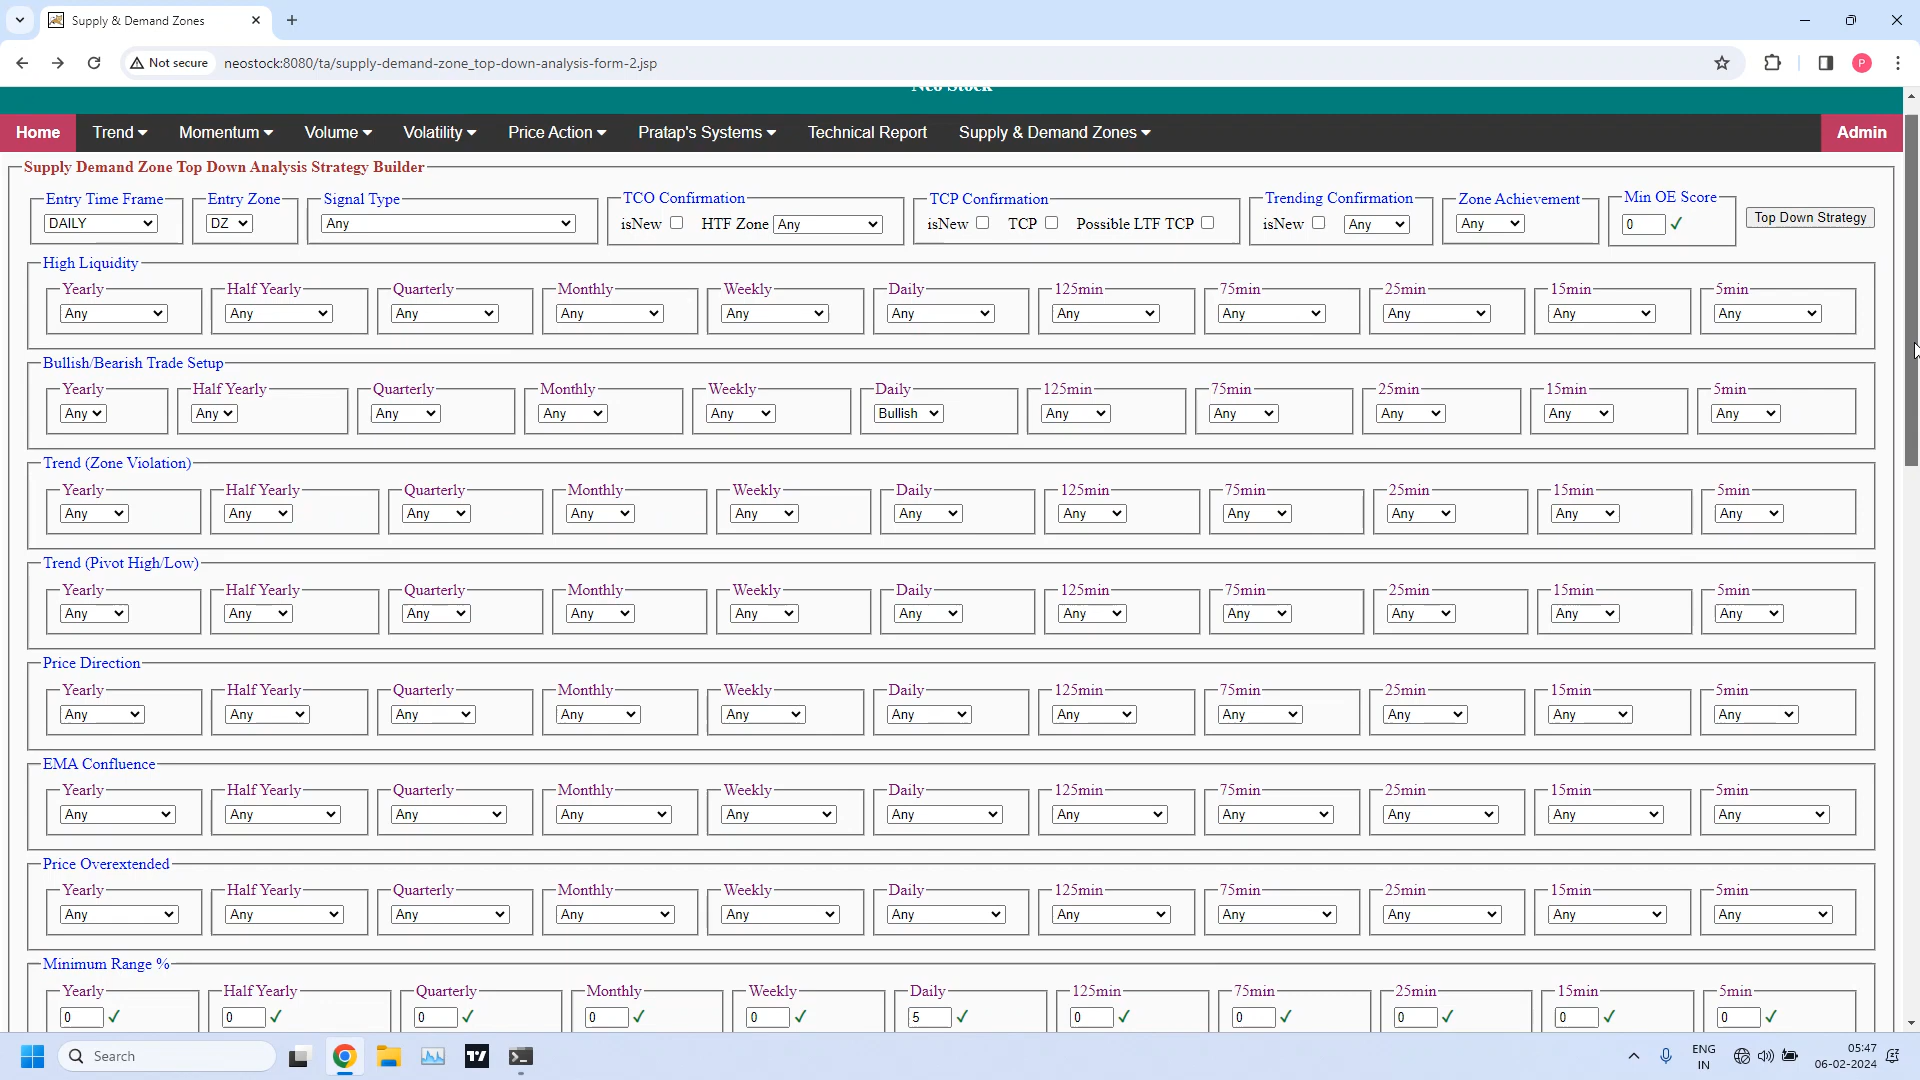 Supply & Demand Zones
Not secure neostock:8080/ta/supply-demand-zone_top-down-analysis-form-2.jsp P
Neo Stock
Home Trend Momentum Volume Volatility Price Action Pratap's Systems Technical Report Supply & Demand Zones Admin
Supply Demand Zone Top Down Analysis Strategy Builder
Entry Time Frame Entry Zone Signal Type TCO Confirmation TCP Confirmation Trending Confirmation Zone Achievement Min OE Score
DAILY DZ Any isNew HTF Zone Any isNew TCP Possible LTF TCP isNew Any Any 0 ✓ Top Down Strategy
High Liquidity
Yearly Half Yearly Quarterly Monthly Weekly Daily 125min 75min 25min 15min 5min
Any Any Any Any Any Any Any Any Any Any Any
Bullish/Bearish Trade Setup
Yearly Half Yearly Quarterly Monthly Weekly Daily 125min 75min 25min 15min 5min
Any Any Any Any Any Bullish Any Any Any Any Any
Trend (Zone Violation)
Yearly Half Yearly Quarterly Monthly Weekly Daily 125min 75min 25min 15min 5min
Any Any Any Any Any Any Any Any Any Any Any
Trend (Pivot High/Low)
Yearly Half Yearly Quarterly Monthly Weekly Daily 125min 75min 25min 15min 5min
Any Any Any Any Any Any Any Any Any Any Any
Price Direction
Yearly Half Yearly Quarterly Monthly Weekly Daily 125min 75min 25min 15min 5min
Any Any Any Any Any Any Any Any Any Any Any
EMA Confluence
Yearly Half Yearly Quarterly Monthly Weekly Daily 125min 75min 25min 15min 5min
Any Any Any Any Any Any Any Any Any Any Any
Price Overextended
Yearly Half Yearly Quarterly Monthly Weekly Daily 125min 75min 25min 15min 5min
Any Any Any Any Any Any Any Any Any Any Any
Minimum Range %
Yearly Half Yearly Quarterly Monthly Weekly Daily 125min 75min 25min 15min 5min
0 ✓ 0 ✓ 0 ✓ 0 ✓ 0 ✓ 5 ✓ 0 ✓ 0 ✓ 0 ✓ 0 ✓ 0 ✓
Search
ENG
IN
05:47
06-02-2024